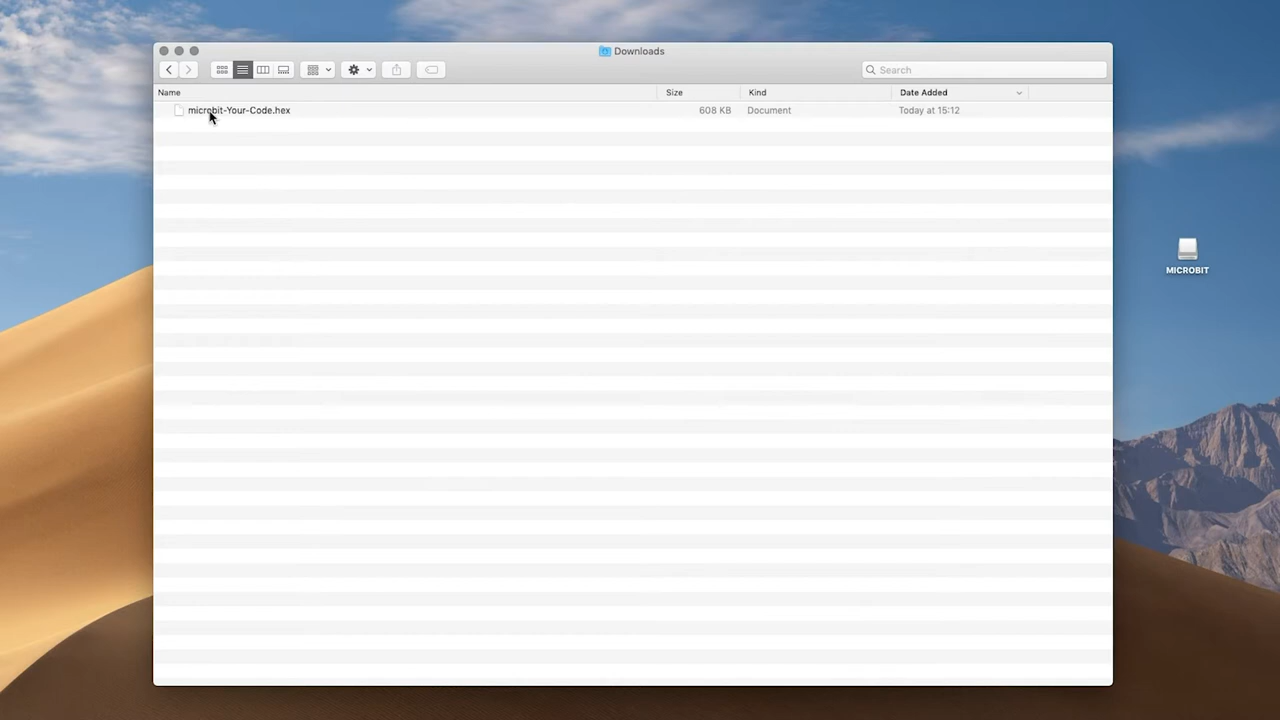 Downloads
Search
Name Size Kind Date Added
microbit-Your-Code.hex 608 KB Document Today at 15:12
MICROBIT